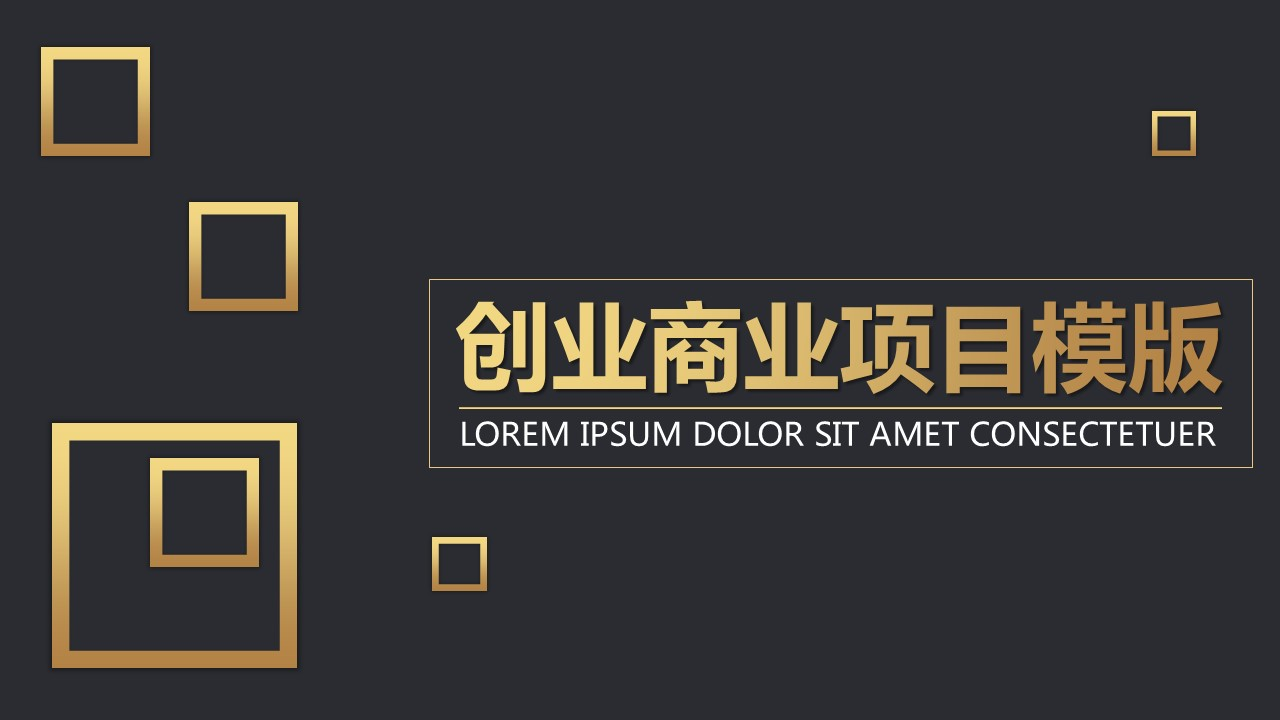 创业商业项目模版
LOREM IPSUM DOLOR SIT AMET CONSECTETUER